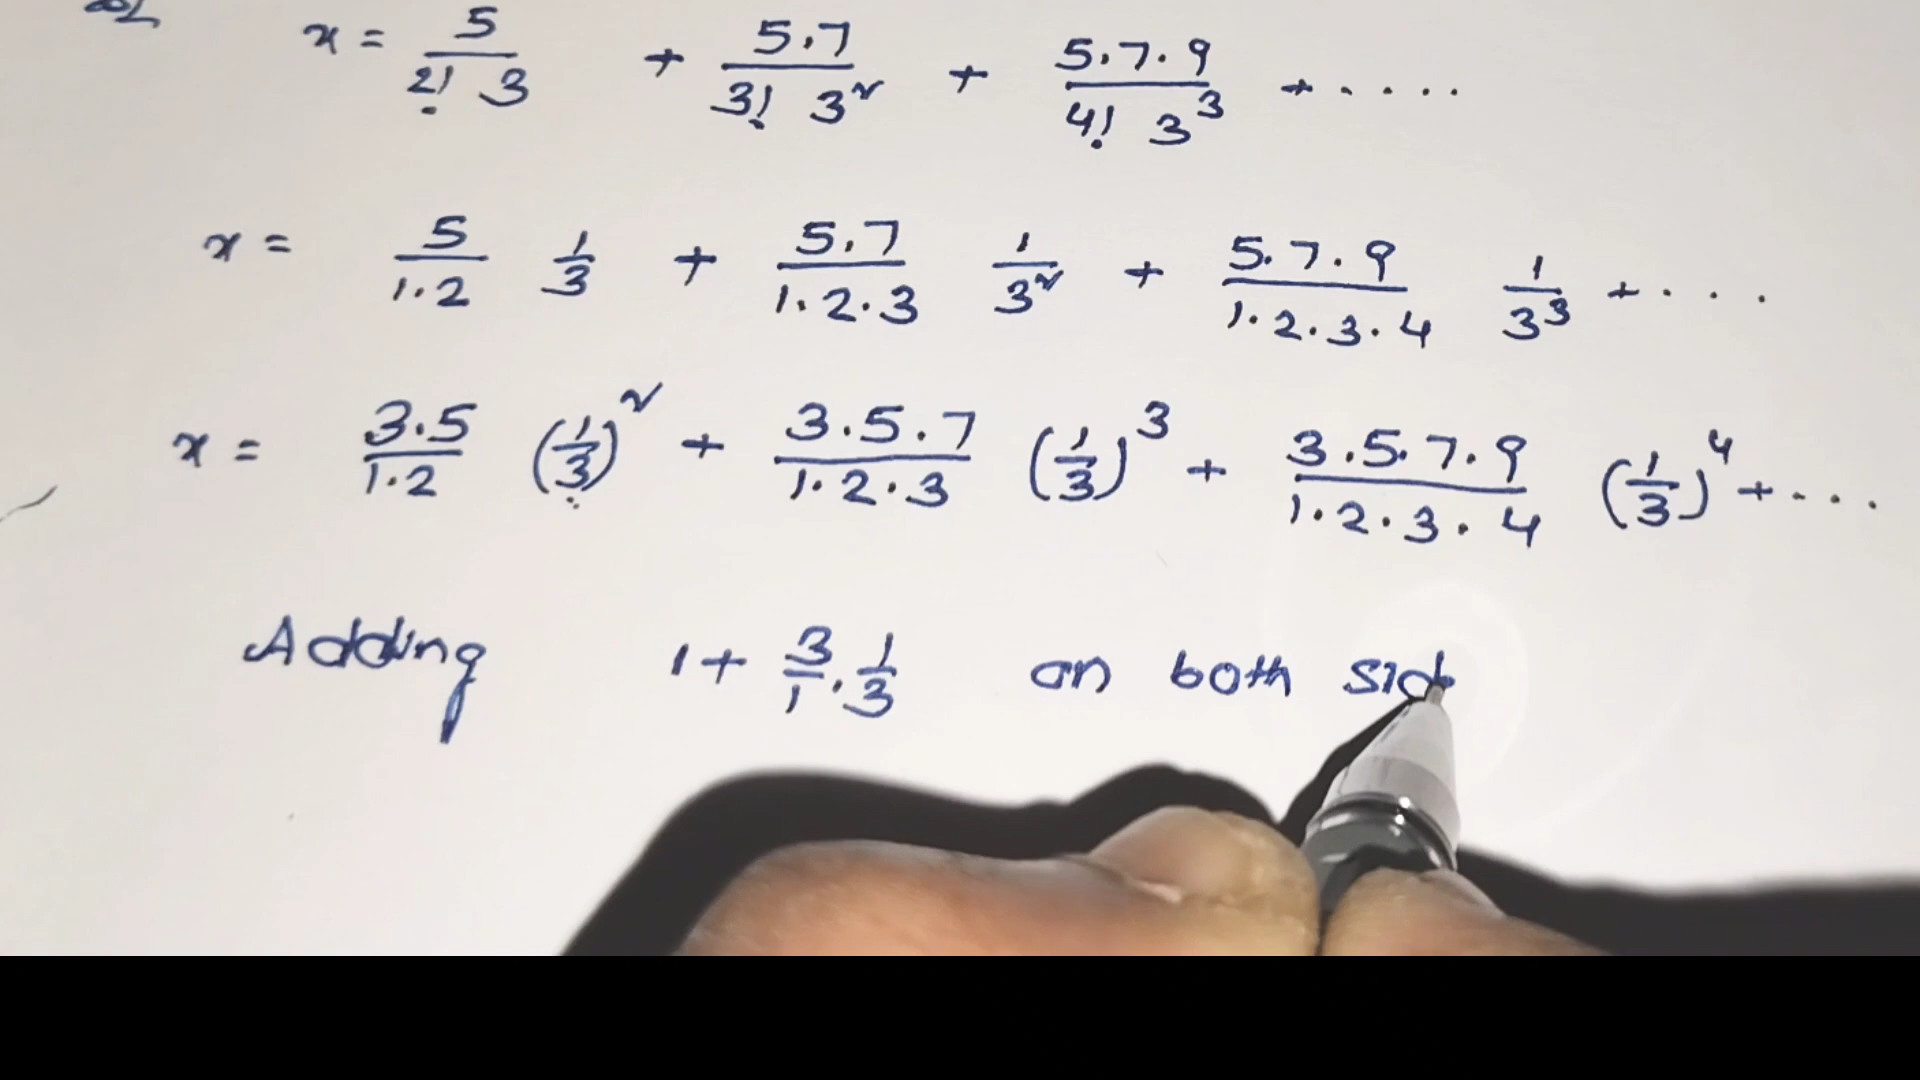 x = 5/(2! 3) + 5.7/(3! 3²) + 5.7.9/(4! 3³) + ....
x = 5/(1.2) 1/3 + 5.7/(1.2.3) 1/3² + 5.7.9/(1.2.3.4) 1/3³ + ....
x = 3.5/(1.2) (1/3)² + 3.5.7/(1.2.3) (1/3)³ + 3.5.7.9/(1.2.3.4) (1/3)⁴ + ...
Adding 1 + 3/1 . 1/3 on both sid